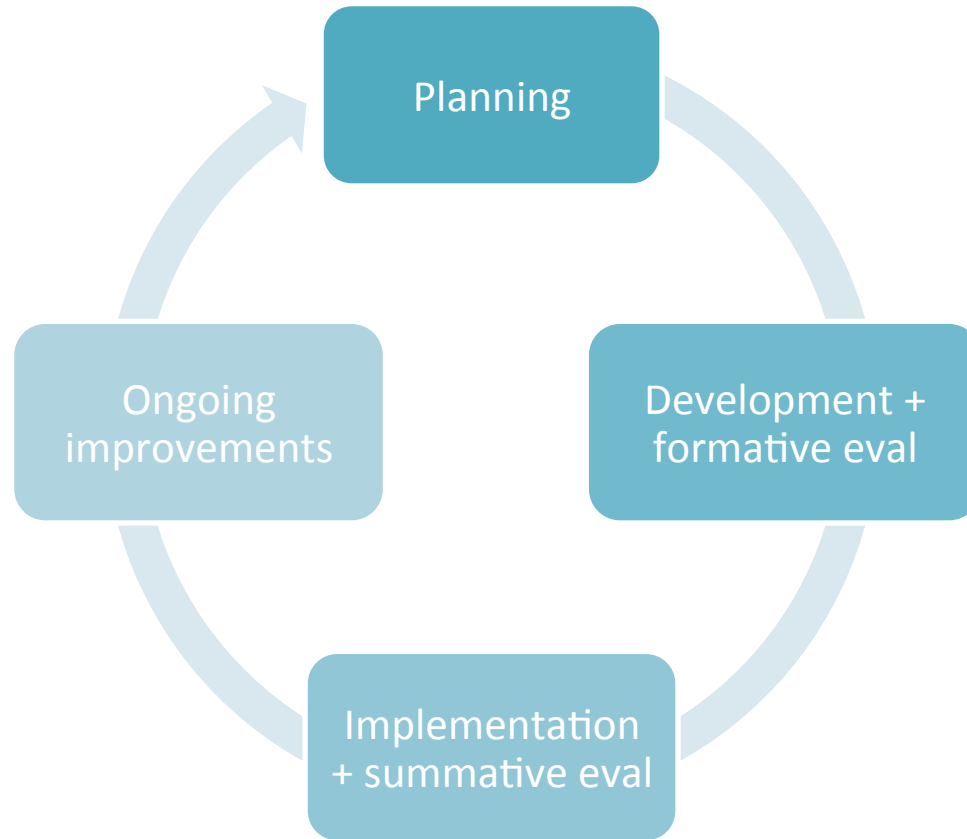 Planning
Development +
formative eval
Implementation
+ summative eval
Ongoing
improvements